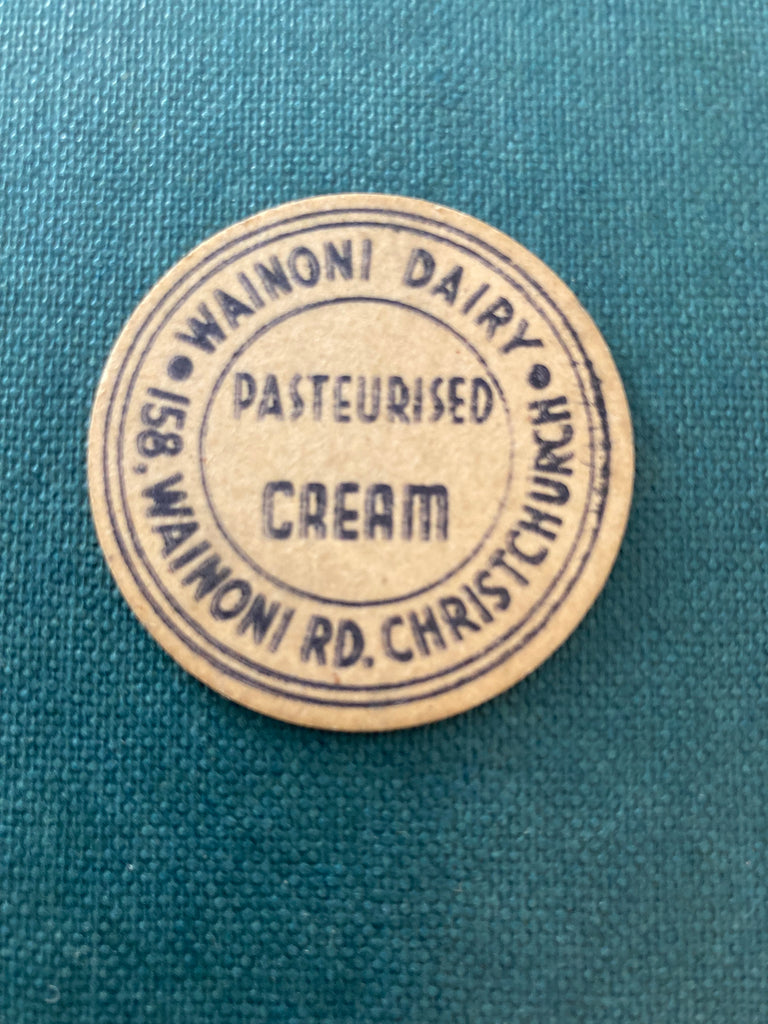 WAINONI DAIRY
PASTEURISED
CREAM
158, WAINONI RD. CHRISTCHURCH